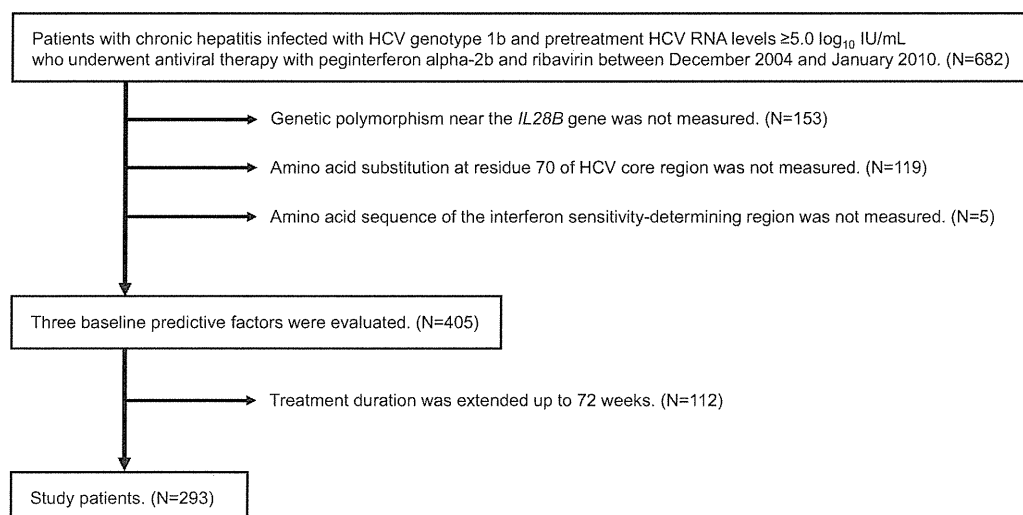 Patients with chronic hepatitis infected with HCV genotype 1b and pretreatment HCV RNA levels ≥5.0 log10 IU/mL
who underwent antiviral therapy with peginterferon alpha-2b and ribavirin between December 2004 and January 2010. (N=682)
Genetic polymorphism near the IL28B gene was not measured. (N=153)
Amino acid substitution at residue 70 of HCV core region was not measured. (N=119)
Amino acid sequence of the interferon sensitivity-determining region was not measured. (N=5)
Three baseline predictive factors were evaluated. (N=405)
Treatment duration was extended up to 72 weeks. (N=112)
Study patients. (N=293)